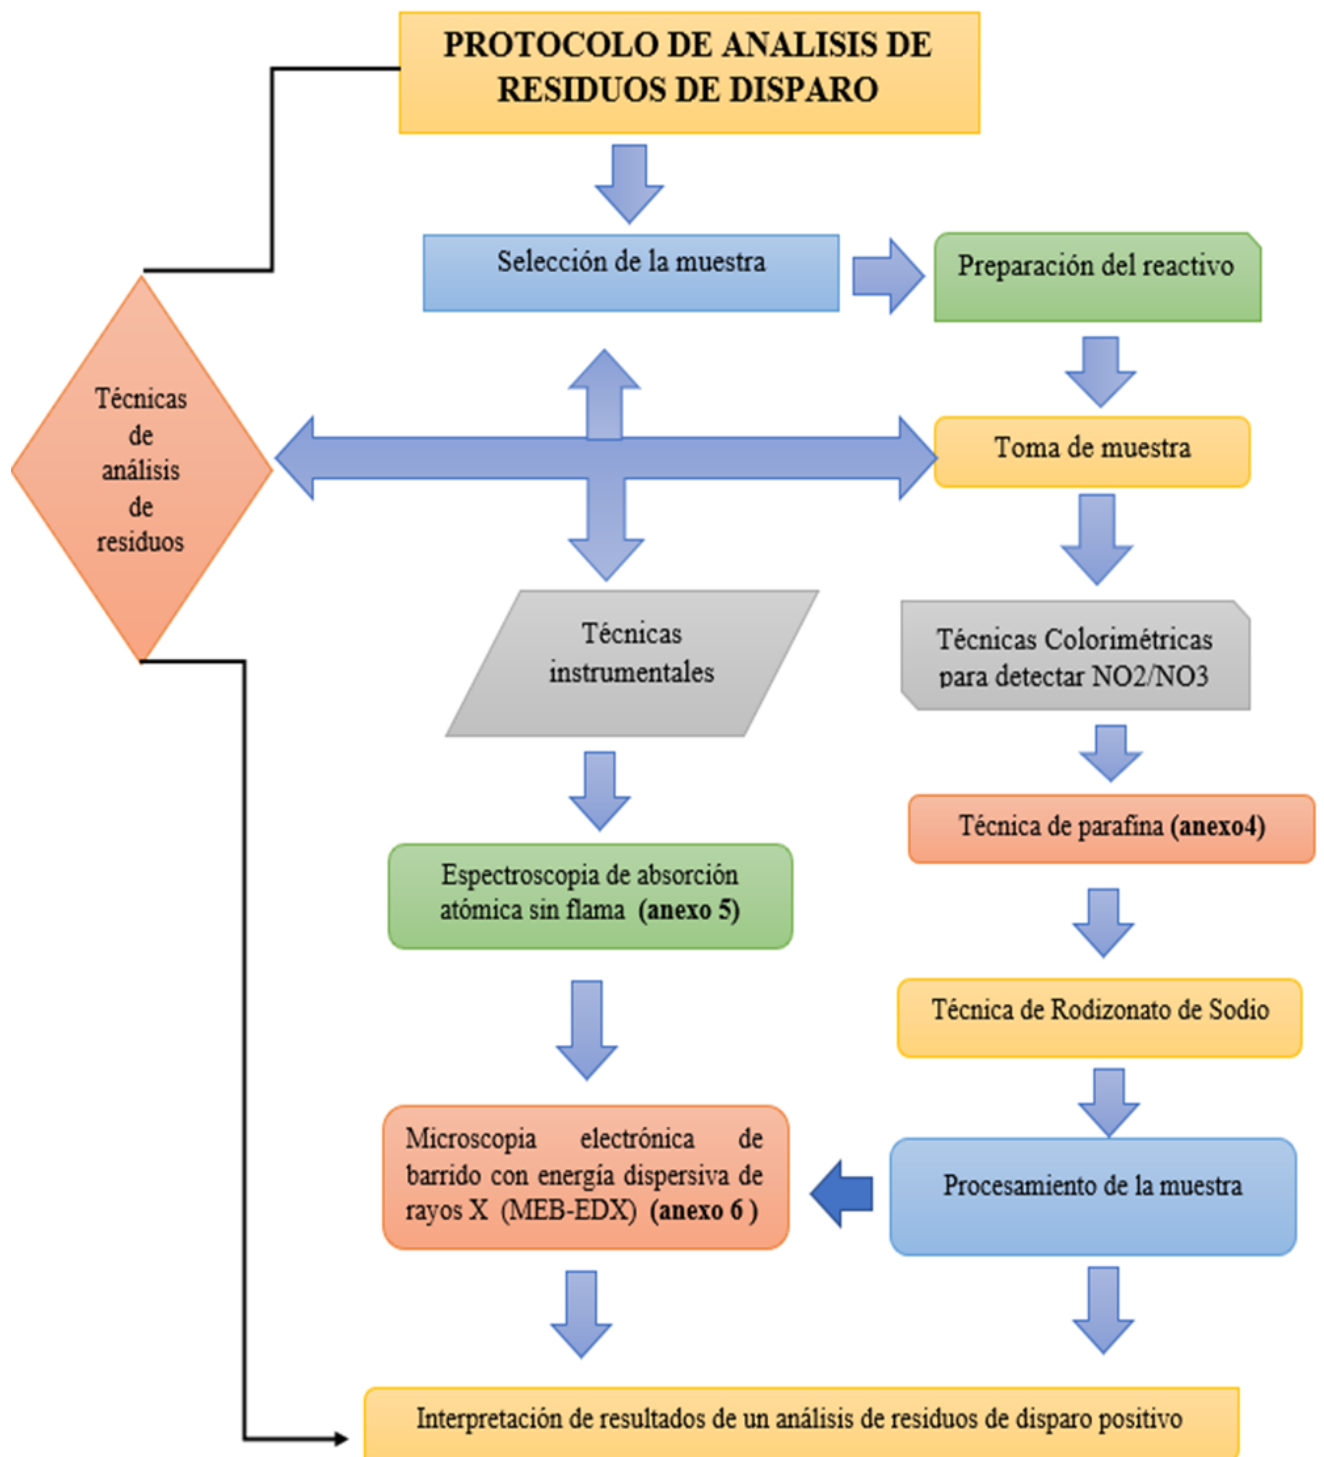 PROTOCOLO DE ANALISIS DE
RESIDUOS DE DISPARO
Selección de la muestra
Preparación del reactivo
Técnicas
de
análisis
de
residuos
Toma de muestra
Técnicas
instrumentales
Técnicas Colorimétricas
para detectar NO2/NO3
Técnica de parafina (anexo4)
Espectroscopia de absorción
atómica sin flama (anexo 5)
Técnica de Rodizonato de Sodio
Microscopia electrónica de
barrido con energía dispersiva de
rayos X (MEB-EDX) (anexo 6 )
Procesamiento de la muestra
Interpretación de resultados de un análisis de residuos de disparo positivo